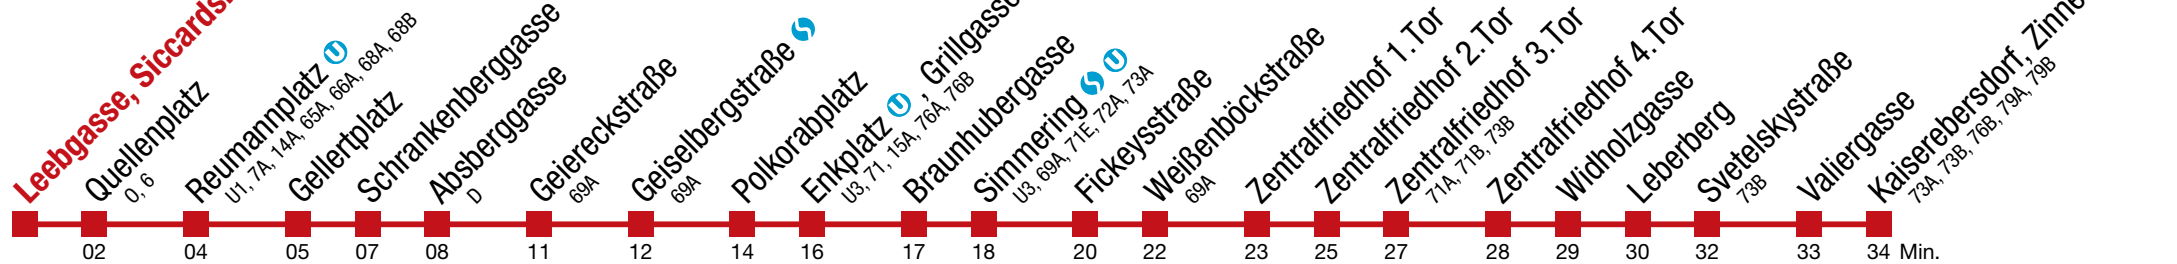 Leebgasse,
Quellenplatz
O, 6
Reumannplatz U
U1, 7A, 14A, 65A, 66A, 68A, 68B
Gellertplatz
Schrankenberggasse
Absberggasse
D
Geiereckstraße
69A
Geiselbergstraße S
69A
Polkorabplatz
Enkplatz U , Grillgasse
U3, 71, 15A, 76A, 76B
Braunhubergasse
Simmering S U
U3, 69A, 71E, 72A, 73A
Fickeysstraße
Weißenböckstraße
69A
Zentralfriedhof 1.Tor
Zentralfriedhof 2.Tor
Zentralfriedhof 3.Tor
71A, 71B, 73B
Zentralfriedhof 4.Tor
Widholzgasse
Leberberg
Svetelskystraße
73B
Valiergasse
Kaiserebersdorf,
73A, 73B, 76B, 79A, 79B
02 04 05 07 08 11 12 14 16 17 18 20 22 23 25 27 28 29 30 32 33 34 Min.